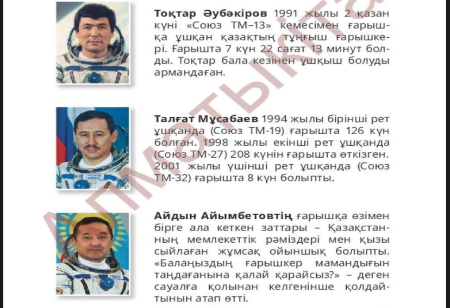 Тоқтар Әубәкіров 1991 жылы 2 қазан
күні «Союз ТМ–13» кемесімен ғарыш-
қа ұшқан қазақтың тұңғыш ғарышке-
рі. Ғарышта 7 күн 22 сағат 13 минут бол-
ды. Тоқтар бала кезінен ұшқыш болуды
армандаған.
Талғат Мұсабаев 1994 жылы бірінші рет
ұшқанда (Союз ТМ-19) ғарышта 126 күн
болған. 1998 жылы екінші рет ұшқанда
(Союз ТМ-27) 208 күнін ғарышта өткізген.
2001 жылы үшінші рет ұшқанда (Союз
ТМ-32) ғарышта 8 күн болыпты.
Айдын Айымбетовтің ғарышқа өзімен
бірге ала кеткен заттары – Қазақстан-
ның мемлекеттік рәміздері мен қызы
сыйлаған жұмсақ ойыншық болыпты.
«Балаңыздың ғарышкер мамандығын
таңдағанына қалай қарайсыз?» – деген
сауалға қолынан келгенінше қолдай-
тынын атап өтті.